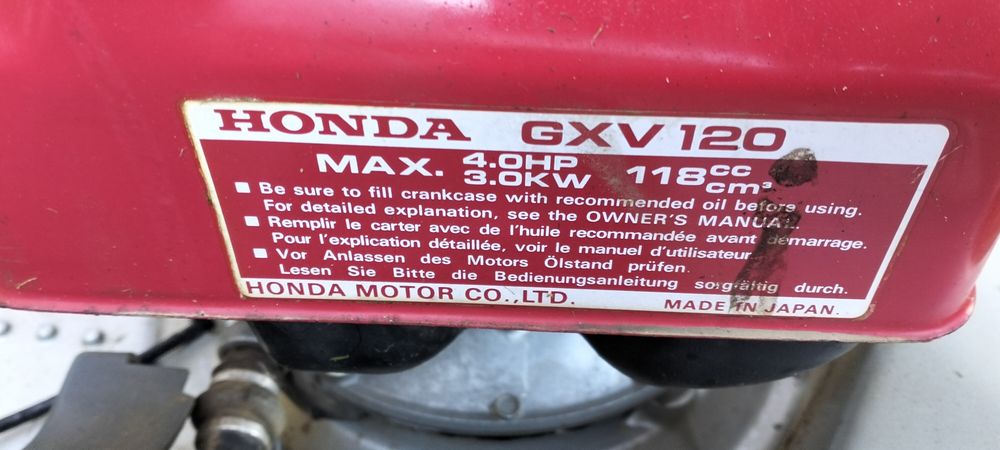 HONDA GXV120
MAX. 4.0HP 3.0KW 118cc cm³
■ Be sure to fill crankcase with recommended oil before using.
For detailed explanation, see the OWNER'S MANUAL.
■ Remplir le carter avec de l'huile recommandée avant demarrage.
Pour l'explication détaillée, voir le manuel d'utilisateur.
■ Vor Anlassen des Motors Ölstand prüfen.
Lesen Sie Bitte die Bedienungsanleitung sorgfältig durch.
HONDA MOTOR CO.,LTD. MADE IN JAPAN.